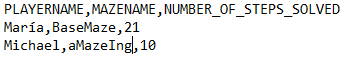 PLAYERNAME,MAZENAME,NUMBER_OF_STEPS_SOLVED
María,BaseMaze,21
Michael,aMazeIng,10